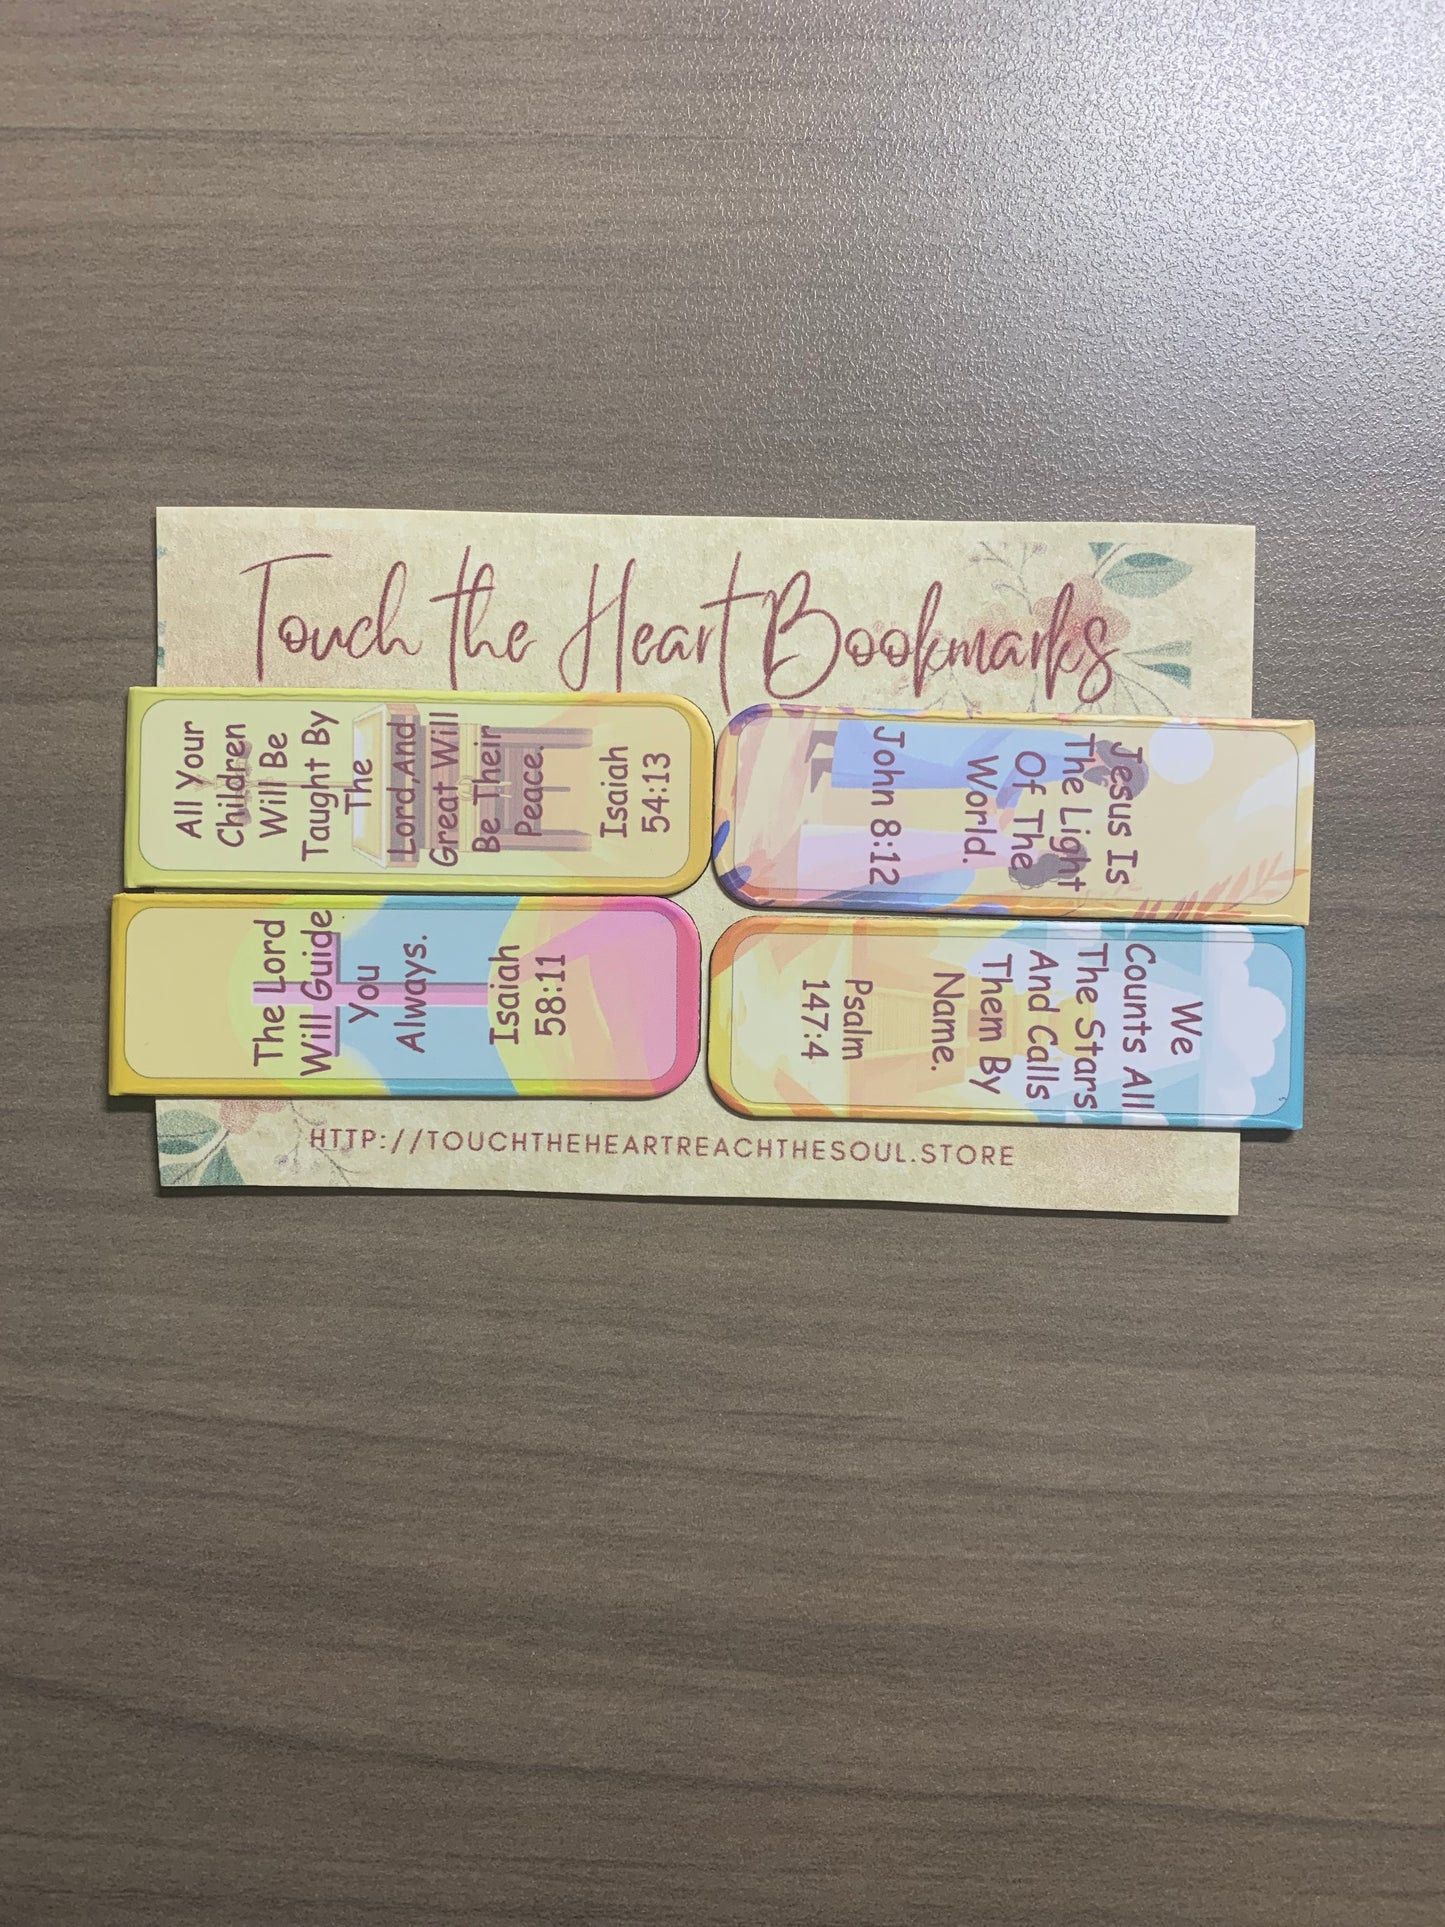 Touch the Heart Bookmarks
All Your
Children
Will Be
Taught By
The
Lord And
Great Will
Be Their
Peace.
Isaiah
54:13
Jesus Is
The Light
Of The
World.
John 8:12
The Lord
Will Guide
You
Always.
Isaiah
58:11
We
Counts All
The Stars
And Calls
Them By
Name.
Psalm
147:4
HTTP://TOUCHTHEHEARTREACHTHESOUL.STORE